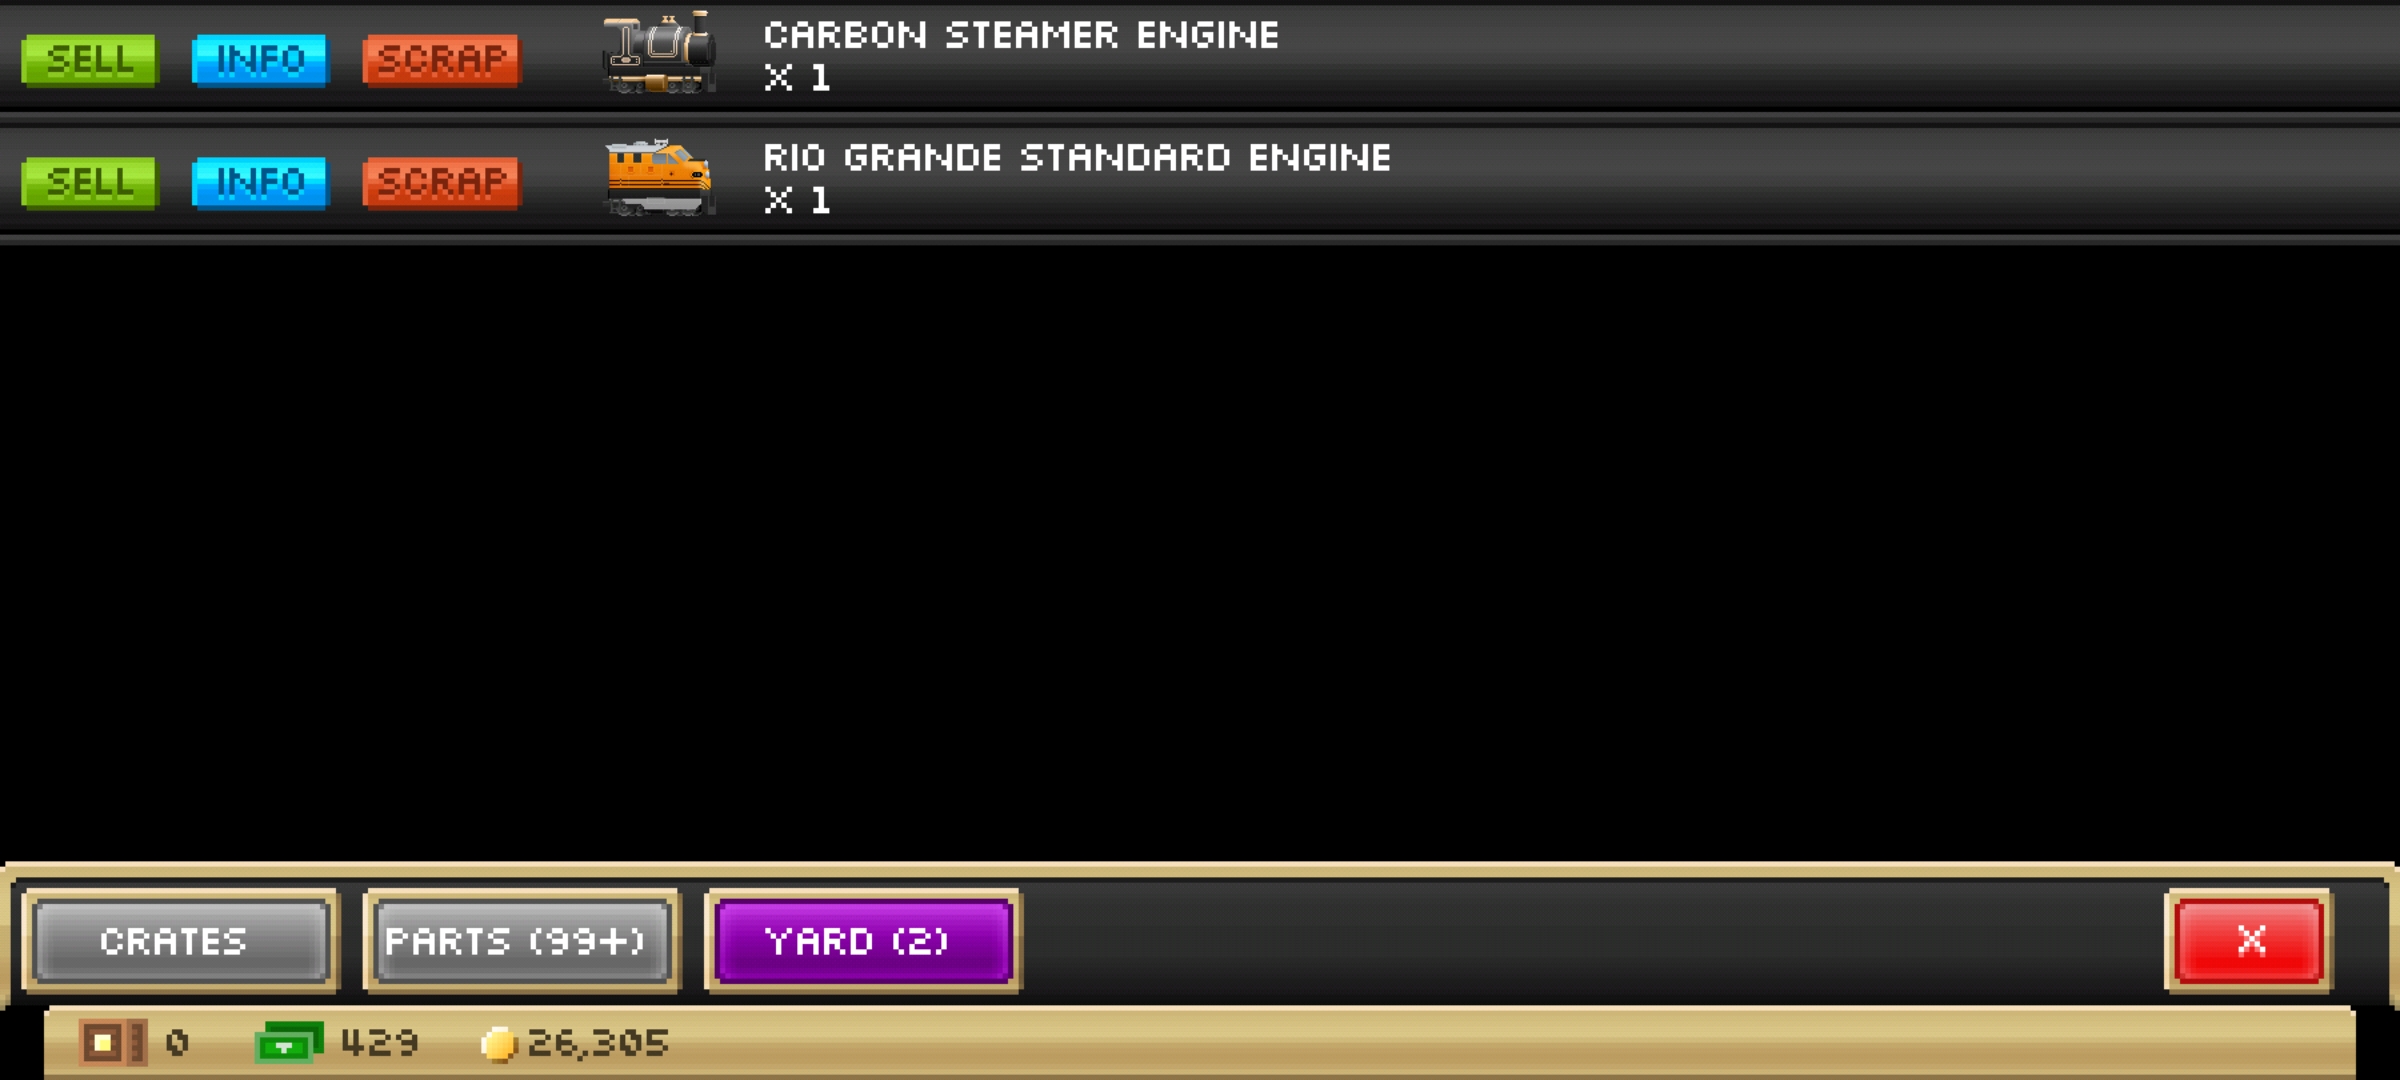 SELL INFO SCRAP CARBON STEAMER ENGINE
X 1
SELL INFO SCRAP RIO GRANDE STANDARD ENGINE
X 1
CRATES PARTS (99+) YARD (2) X
0 429 26,305